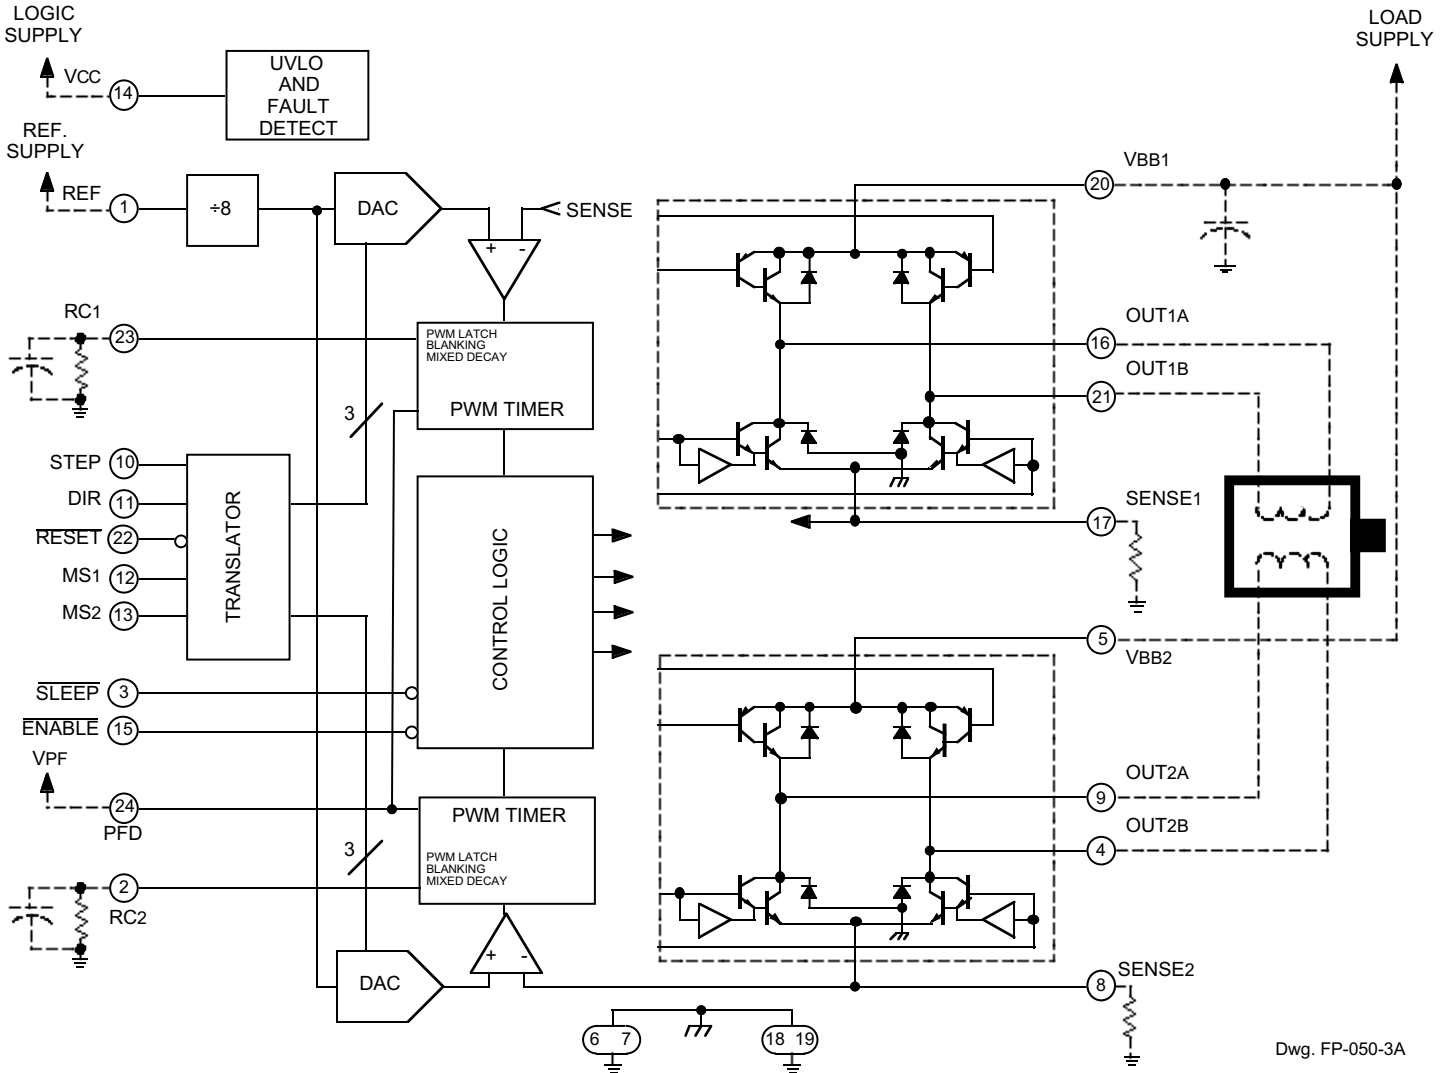 LOGIC
SUPPLY
VCC
14
UVLO
AND
FAULT
DETECT
LOAD
SUPPLY
REF.
SUPPLY
REF
1
÷8
DAC
+ -
SENSE
20
VBB1
RC1
23
PWM LATCH
BLANKING
MIXED DECAY
PWM TIMER
3
16
OUT1A
21
OUT1B
STEP
10
DIR
11
RESET
22
MS1
12
MS2
13
TRANSLATOR
CONTROL LOGIC
SENSE1
17
5
VBB2
SLEEP
3
ENABLE
15
VPF
24
PFD
PWM TIMER
PWM LATCH
BLANKING
MIXED DECAY
3
OUT2A
9
OUT2B
4
2
RC2
DAC
+ -
8
SENSE2
6 7
18 19
Dwg. FP-050-3A